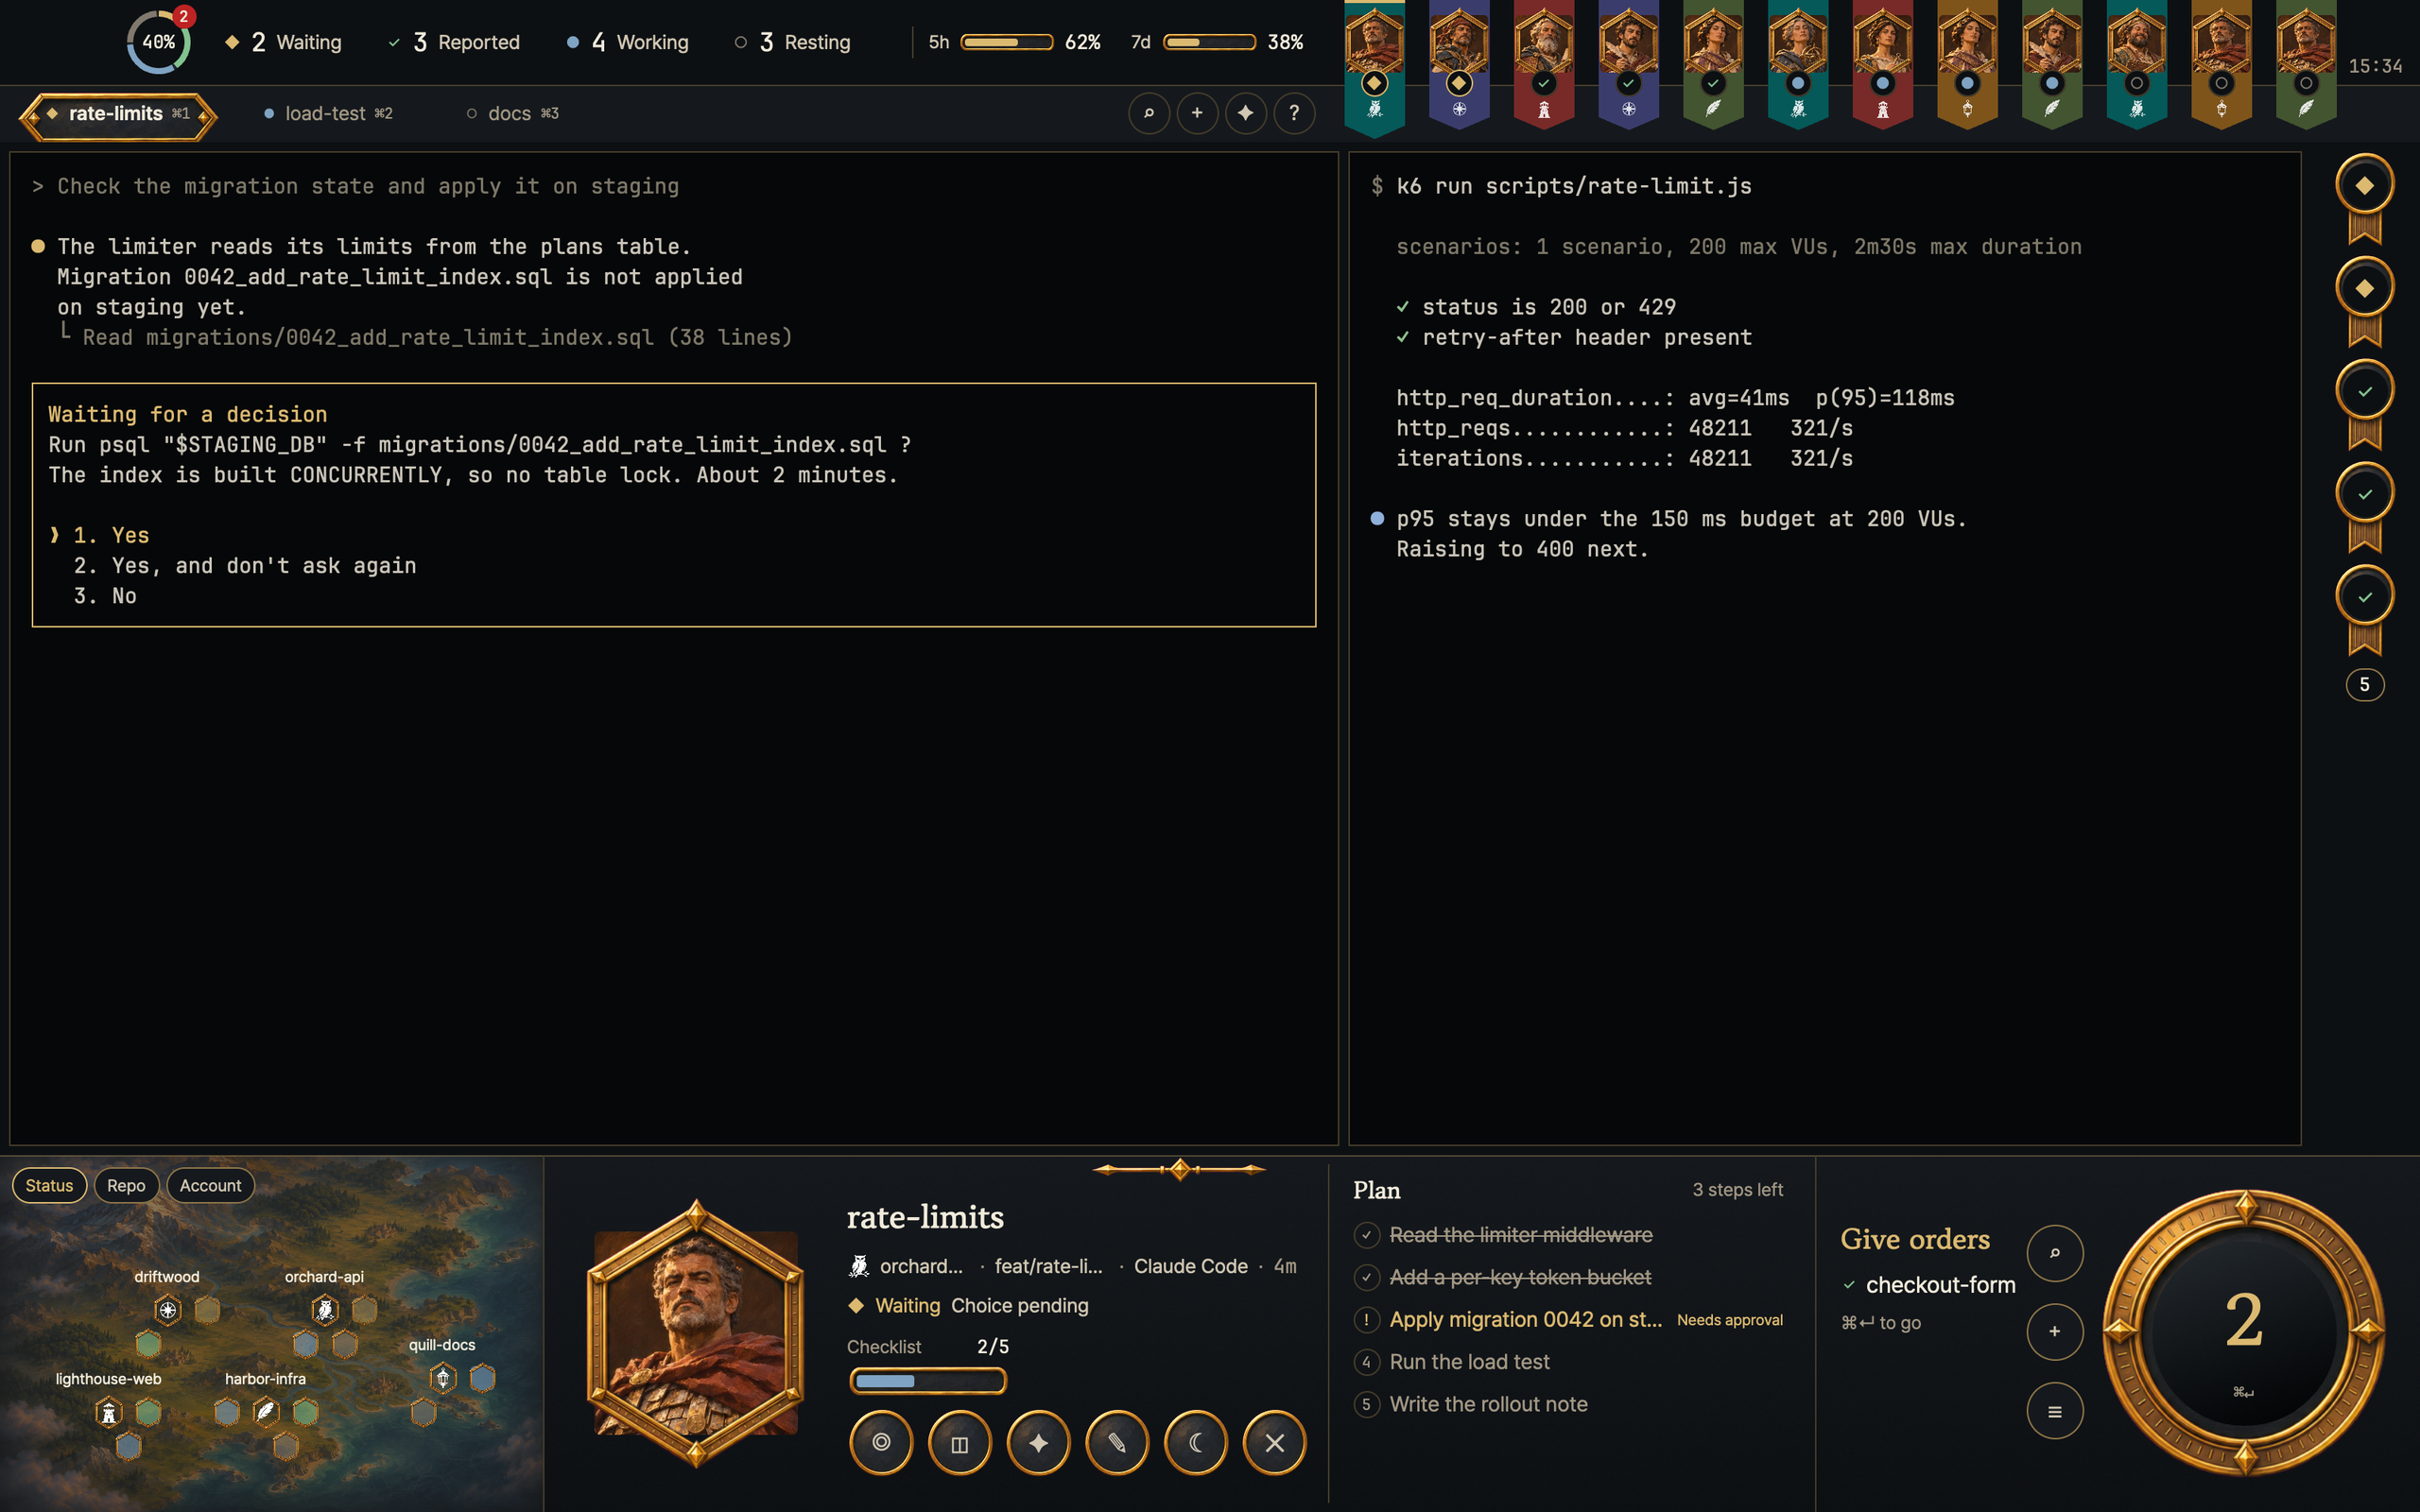 40%
2
2 Waiting
3 Reported
4 Working
3 Resting
5h 62%
7d 38%
15:34
rate-limits ⌘1
load-test ⌘2
docs ⌘3
?
> Check the migration state and apply it on staging
The limiter reads its limits from the plans table.
Migration 0042_add_rate_limit_index.sql is not applied
on staging yet.
└ Read migrations/0042_add_rate_limit_index.sql (38 lines)
Waiting for a decision
Run psql "$STAGING_DB" -f migrations/0042_add_rate_limit_index.sql ?
The index is built CONCURRENTLY, so no table lock. About 2 minutes.
❯ 1. Yes
2. Yes, and don't ask again
3. No
$ k6 run scripts/rate-limit.js
scenarios: 1 scenario, 200 max VUs, 2m30s max duration
✓ status is 200 or 429
✓ retry-after header present
http_req_duration....: avg=41ms p(95)=118ms
http_reqs............: 48211 321/s
iterations...........: 48211 321/s
p95 stays under the 150 ms budget at 200 VUs.
Raising to 400 next.
5
Status
Repo
Account
driftwood
orchard-api
quill-docs
lighthouse-web
harbor-infra
rate-limits
orchard... · feat/rate-li... · Claude Code · 4m
Waiting Choice pending
Checklist 2/5
Plan
3 steps left
Read the limiter middleware
Add a per-key token bucket
! Apply migration 0042 on st... Needs approval
4 Run the load test
5 Write the rollout note
Give orders
✓ checkout-form
⌘↵ to go
2
⌘↵